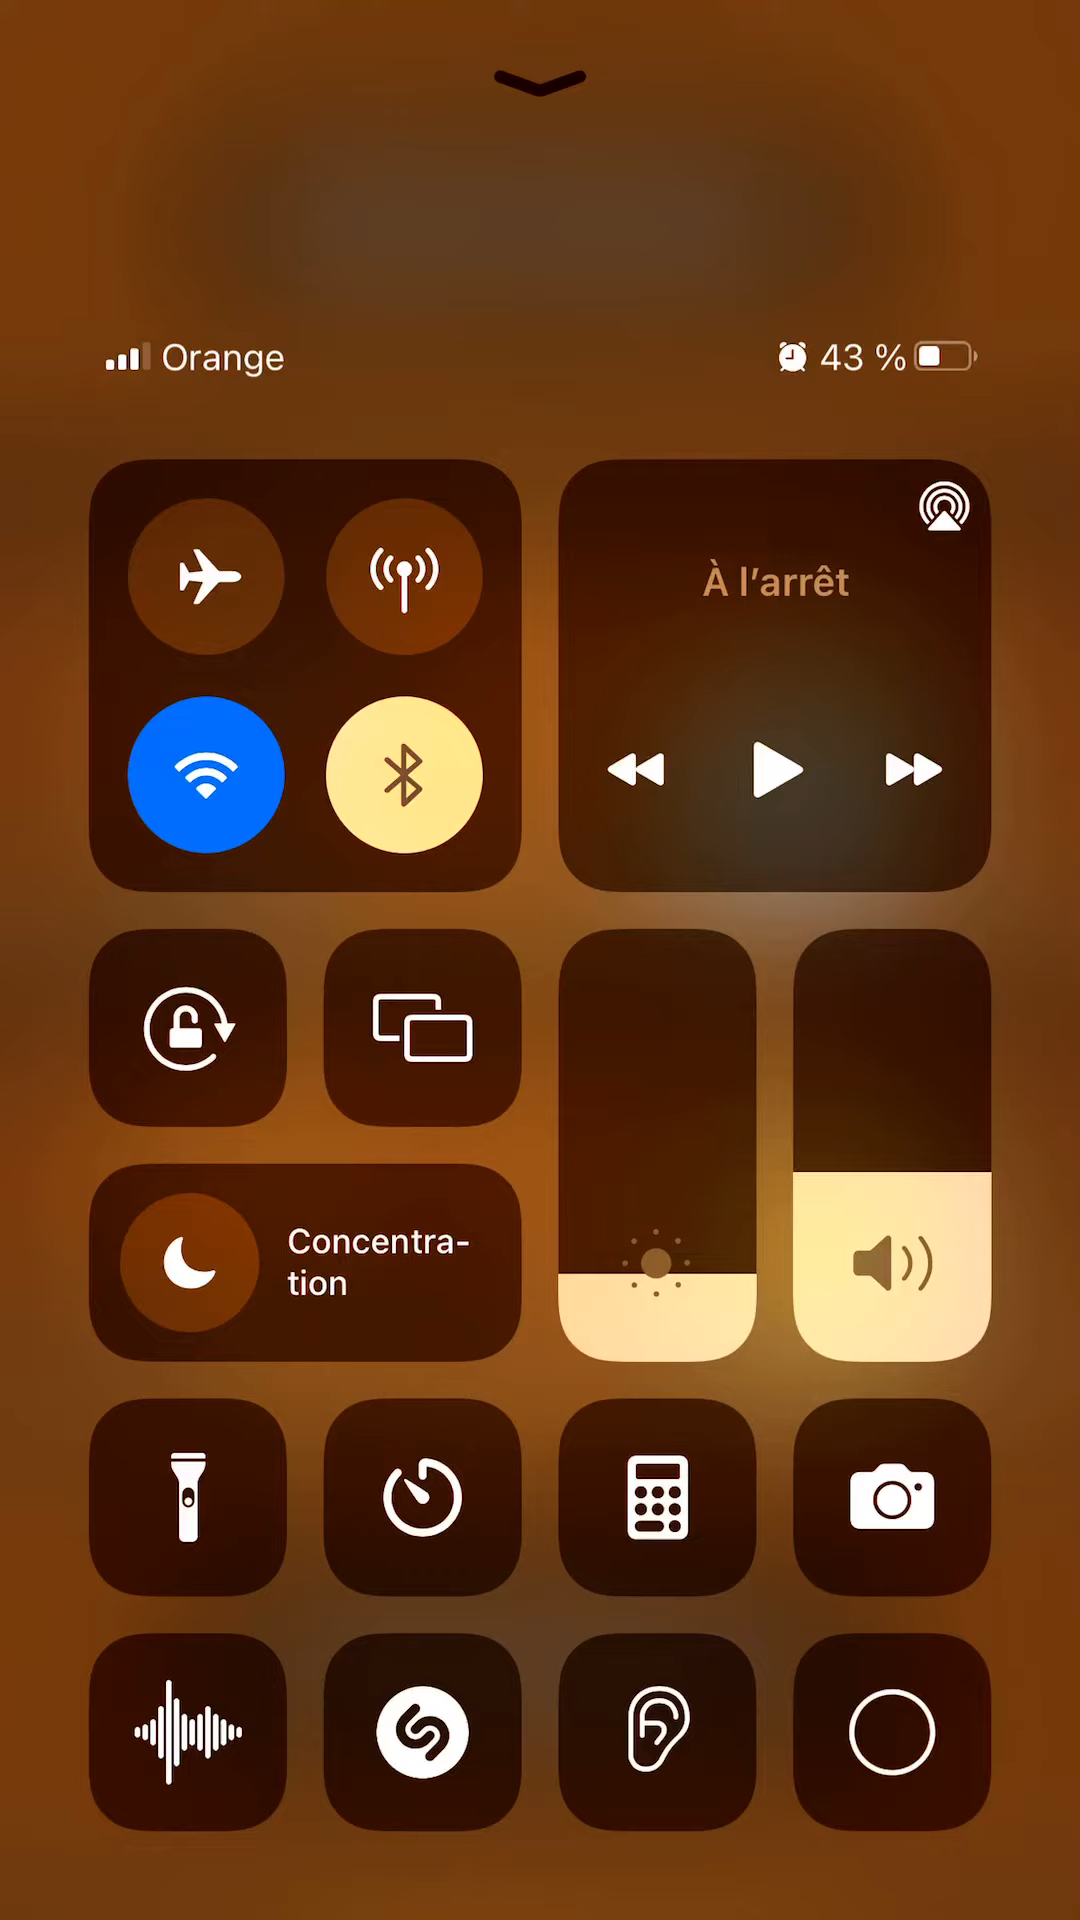 Orange
43 %
À l’arrêt
Concentra-
tion